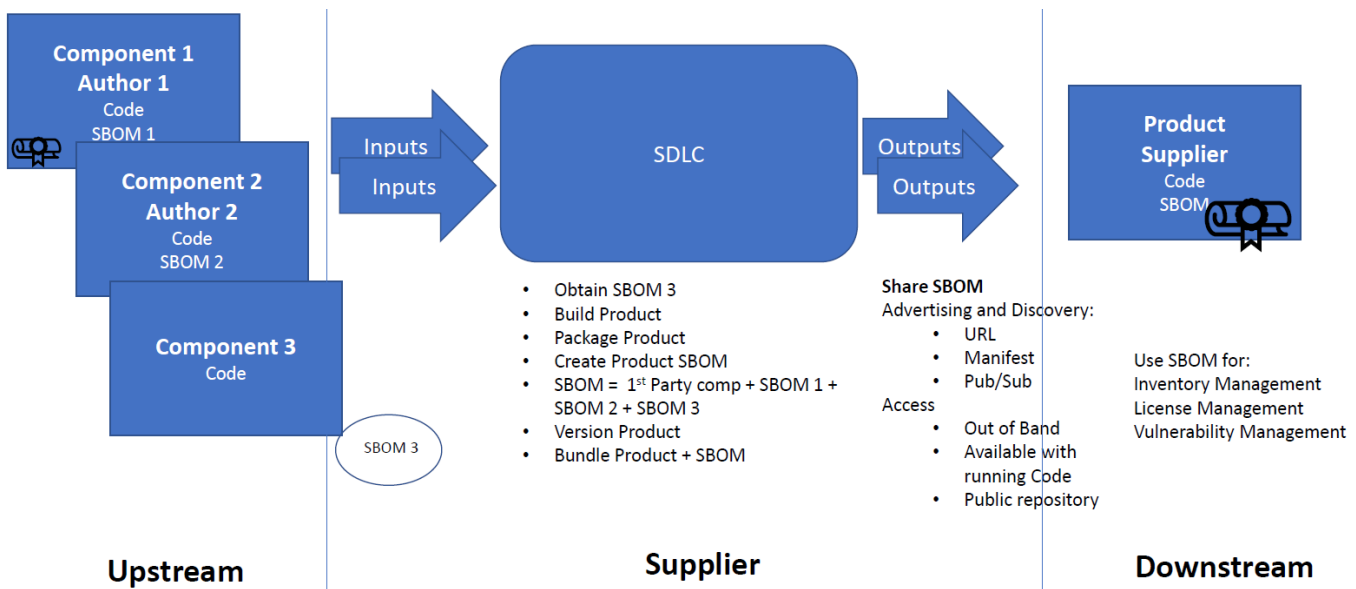 Component 1
Author 1
Code
SBOM 1
Component 2
Author 2
Code
SBOM 2
Component 3
Code
SBOM 3
Upstream
Inputs
Inputs
SDLC
• Obtain SBOM 3
• Build Product
• Package Product
• Create Product SBOM
• SBOM = 1st Party comp + SBOM 1 +
SBOM 2 + SBOM 3
• Version Product
• Bundle Product + SBOM
Supplier
Outputs
Outputs
Share SBOM
Advertising and Discovery:
• URL
• Manifest
• Pub/Sub
Access
• Out of Band
• Available with
running Code
• Public repository
Product
Supplier
Code
SBOM
Use SBOM for:
Inventory Management
License Management
Vulnerability Management
Downstream